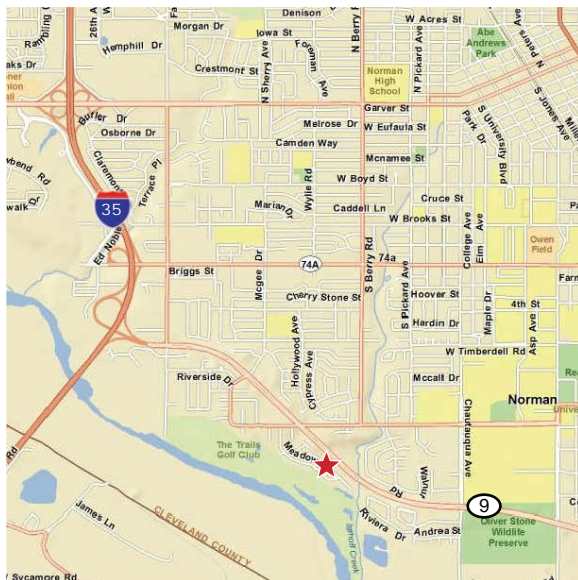 Denison
W Acres St
Morgan Dr
26th A
Rambling
Iowa St
N Berry
Abe
Andrews
Park
N Peters
Hemphill Dr
N Sherry Ave
Foreman Ave
N Pickard Ave
Crestmont St
Norman
High
School
S Jones Ave
Garver St
Butler Dr
Melrose Dr
W Eufaula St
Park Dr
S University Blvd
Osborne Dr
Camden Way
Mcnamee St
Claremont
Terrace Pl
Wylie Rd
W Boyd St
Cruce St
35
Marian Dr
Caddell Ln
W Brooks St
College Ave
Elm Ave
Owen
Field
Ed Noble
S Berry Rd
74A
74a
Briggs St
Mcgee Dr
S Pickard Ave
Hoover St
Cherry Stone St
4th St
Maple Dr
Hardin Dr
Asp Ave
Hollywood Ave
W Timberdell Rd
Cypress Ave
Riverside Dr
Mccall Dr
Norman
Chautauqua Ave
The Trails
Golf Club
Meadow
Walnut
Rd
9
James Ln
Riviera Dr
Andrea St
CLEVELAND COUNTY
Imhoff Creek
Oliver Stone
Wildlife
Preserve
Sycamore Rd